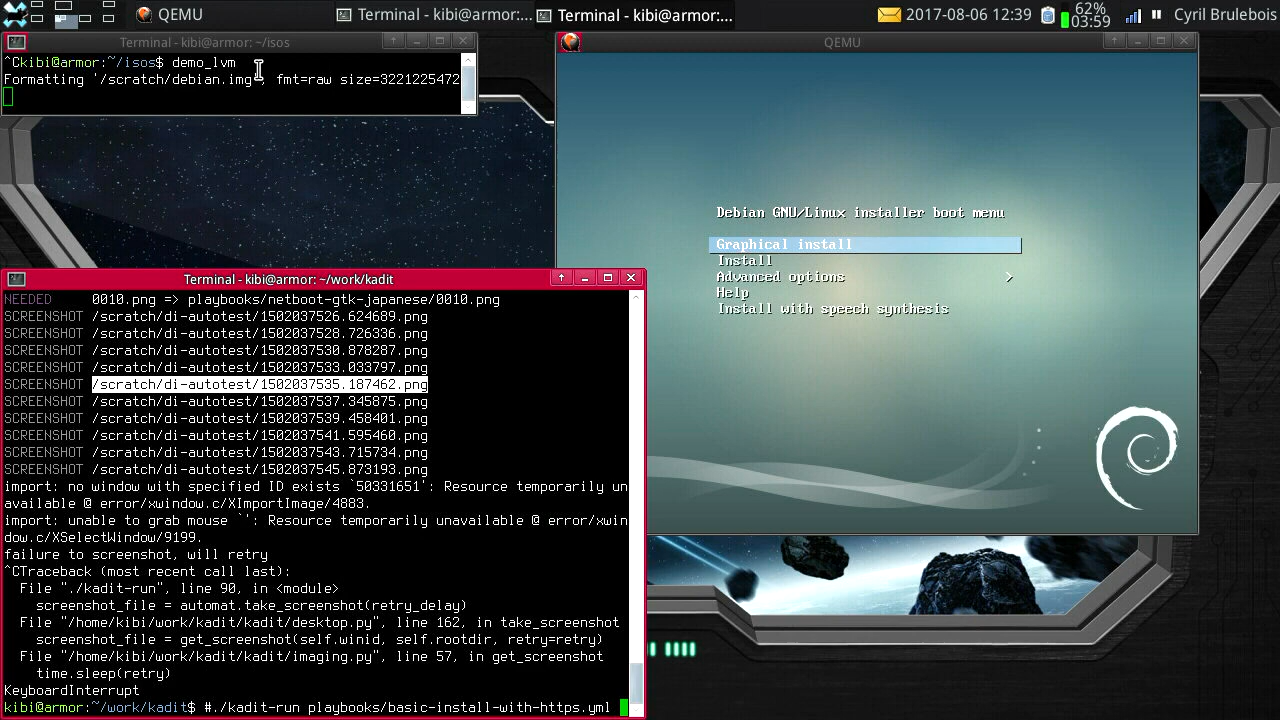 QEMU
Terminal - kibi@armor:...
Terminal - kibi@armor:...
2017-08-06 12:39
62%
03:59
Cyril Brulebois
Terminal - kibi@armor: ~/isos
^Ckibi@armor:~/isos$ demo_lvm
Formatting '/scratch/debian.img', fmt=raw size=3221225472
QEMU
Debian GNU/Linux installer boot menu
Graphical install
Install
Advanced options >
Help
Install with speech synthesis
Terminal - kibi@armor: ~/work/kadit
NEEDED 0010.png => playbooks/netboot-gtk-japanese/0010.png
SCREENSHOT /scratch/di-autotest/1502037526.624689.png
SCREENSHOT /scratch/di-autotest/1502037528.726336.png
SCREENSHOT /scratch/di-autotest/1502037530.878287.png
SCREENSHOT /scratch/di-autotest/1502037533.033797.png
SCREENSHOT /scratch/di-autotest/1502037535.187462.png
SCREENSHOT /scratch/di-autotest/1502037537.345875.png
SCREENSHOT /scratch/di-autotest/1502037539.458401.png
SCREENSHOT /scratch/di-autotest/1502037541.595460.png
SCREENSHOT /scratch/di-autotest/1502037543.715734.png
SCREENSHOT /scratch/di-autotest/1502037545.873193.png
import: no window with specified ID exists `50331651': Resource temporarily un
available @ error/xwindow.c/XImportImage/4883.
import: unable to grab mouse `': Resource temporarily unavailable @ error/xwin
dow.c/XSelectWindow/9199.
failure to screenshot, will retry
^CTraceback (most recent call last):
File "./kadit-run", line 90, in <module>
screenshot_file = automat.take_screenshot(retry_delay)
File "/home/kibi/work/kadit/kadit/desktop.py", line 162, in take_screenshot
screenshot_file = get_screenshot(self.winid, self.rootdir, retry=retry)
File "/home/kibi/work/kadit/kadit/imaging.py", line 57, in get_screenshot
time.sleep(retry)
KeyboardInterrupt
kibi@armor:~/work/kadit$ #./kadit-run playbooks/basic-install-with-https.yml